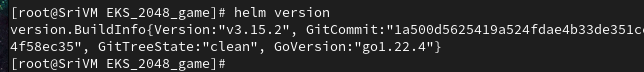 [root@SriVM EKS_2048_game]# helm version
version.BuildInfo{Version:"v3.15.2", GitCommit:"1a500d5625419a524fdae4b33de351cc
4f58ec35", GitTreeState:"clean", GoVersion:"go1.22.4"}
[root@SriVM EKS_2048_game]#